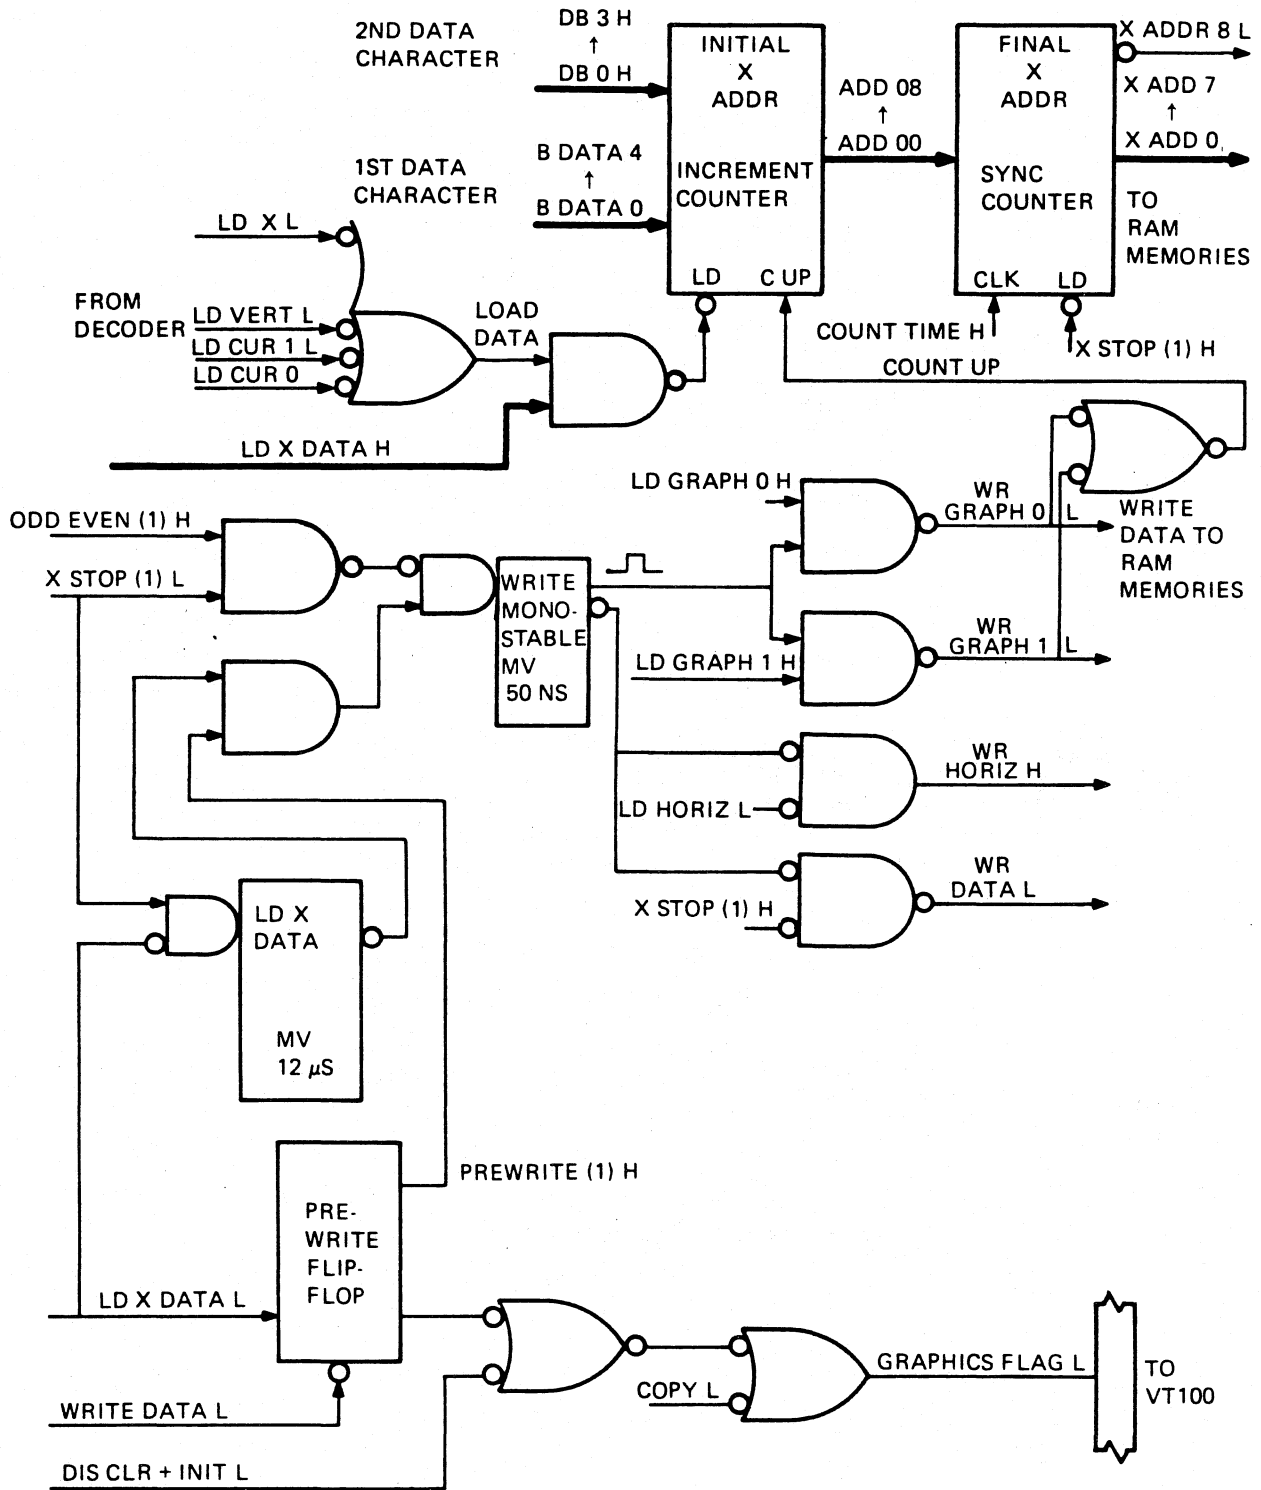 2ND DATA
CHARACTER
DB 3 H
↑
DB 0 H
INITIAL
X
ADDR
INCREMENT
COUNTER
LD C UP
ADD 08
↑
ADD 00
FINAL
X
ADDR
SYNC
COUNTER
CLK LD
X ADDR 8 L
X ADD 7
↑
X ADD 0
TO
RAM
MEMORIES
1ST DATA
CHARACTER
B DATA 4
↑
B DATA 0
LD X L
FROM
DECODER
LD VERT L
LD CUR 1 L
LD CUR 0
LOAD
DATA
LD X DATA H
COUNT TIME H
X STOP (1) H
COUNT UP
ODD EVEN (1) H
X STOP (1) L
WRITE
MONO-
STABLE
MV
50 NS
LD GRAPH 0 H
WR
GRAPH 0 L
WRITE
DATA TO
RAM
MEMORIES
LD GRAPH 1 H
WR
GRAPH 1 L
WR
HORIZ H
LD HORIZ L
WR
DATA L
X STOP (1) H
LD X
DATA
MV
12 μS
PREWRITE (1) H
PRE-
WRITE
FLIP-
FLOP
LD X DATA L
WRITE DATA L
DIS CLR + INIT L
COPY L
GRAPHICS FLAG L
TO
VT100